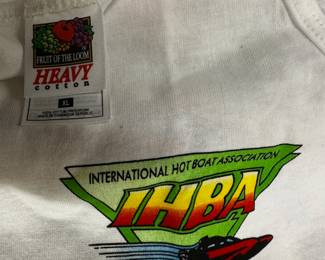 FRUIT OF THE LOOM
HEAVY
cotton
XL
INTERNATIONAL HOT BOAT ASSOCIATION
IHBA